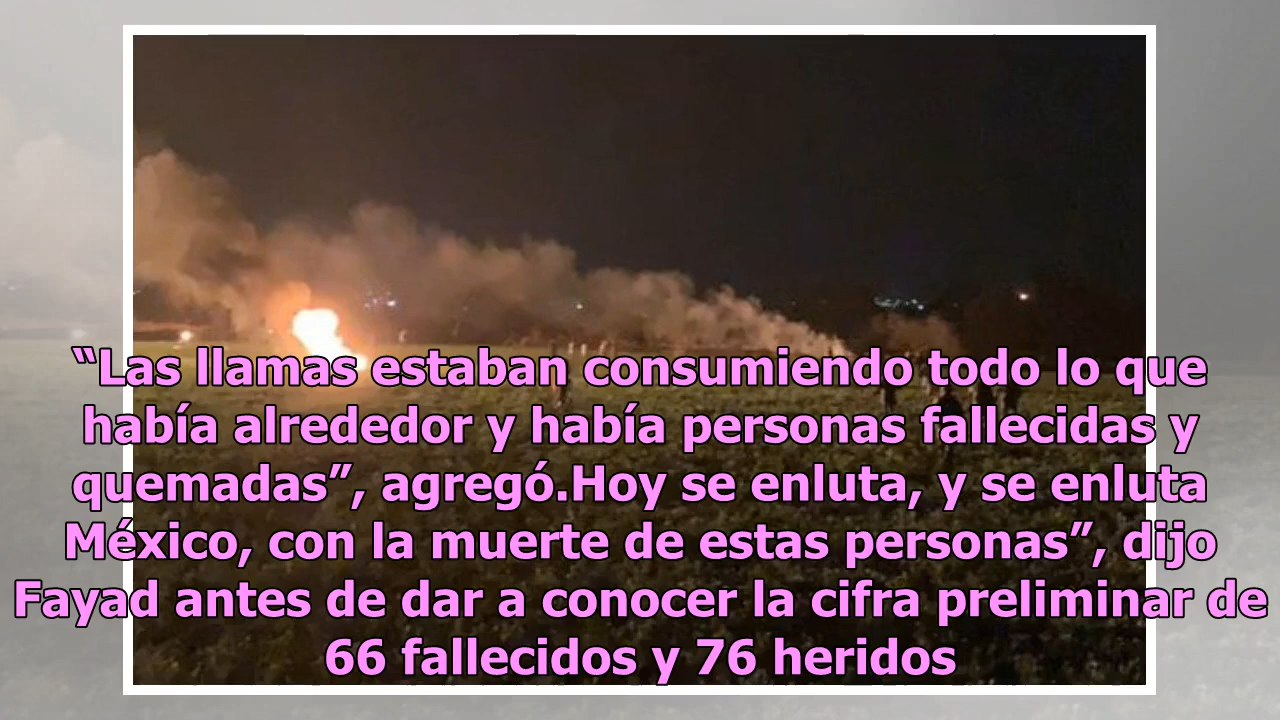 “Las llamas estaban consumiendo todo lo que
había alrededor y había personas fallecidas y
quemadas”, agregó.Hoy se enluta, y se enluta
México, con la muerte de estas personas”, dijo
Fayad antes de dar a conocer la cifra preliminar de
66 fallecidos y 76 heridos